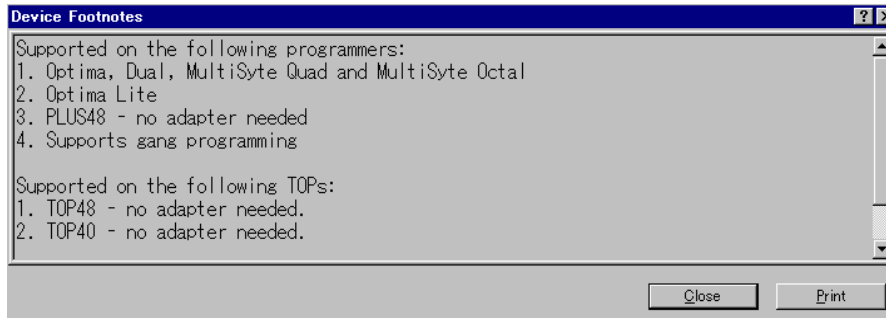 Device Footnotes
Supported on the following programmers:
1. Optima, Dual, MultiSyte Quad and MultiSyte Octal
2. Optima Lite
3. PLUS48 - no adapter needed
4. Supports gang programming
Supported on the following TOPs:
1. TOP48 - no adapter needed.
2. TOP40 - no adapter needed.
Close Print